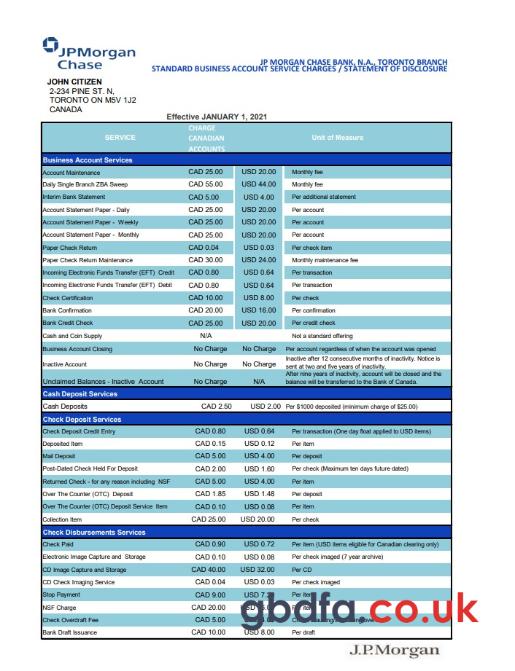 JPMorgan
Chase
JP MORGAN CHASE BANK, N.A., TORONTO BRANCH
STANDARD BUSINESS ACCOUNT SERVICE CHARGES / STATEMENT OF DISCLOSURE
JOHN CITIZEN
2-234 PINE ST. N,
TORONTO ON M5V 1J2
CANADA
Effective JANUARY 1, 2021
SERVICE CHARGE CANADIAN ACCOUNTS Unit of Measure
Business Account Services
Account Maintenance CAD 25.00 USD 20.00 Monthly fee
Daily Single Branch ZBA Sweep CAD 55.00 USD 44.00 Monthly fee
Interim Bank Statement CAD 5.00 USD 4.00 Per additional statement
Account Statement Paper - Daily CAD 25.00 USD 20.00 Per account
Account Statement Paper - Weekly CAD 25.00 USD 20.00 Per account
Account Statement Paper - Monthly CAD 25.00 USD 20.00 Per account
Paper Check Return CAD 0.04 USD 0.03 Per check item
Paper Check Return Maintenance CAD 30.00 USD 24.00 Monthly maintenance fee
Incoming Electronic Funds Transfer (EFT) Credit CAD 0.80 USD 0.64 Per transaction
Incoming Electronic Funds Transfer (EFT) Debit CAD 0.80 USD 0.64 Per transaction
Check Certification CAD 10.00 USD 8.00 Per check
Bank Confirmation CAD 20.00 USD 16.00 Per confirmation
Bank Credit Check CAD 25.00 USD 20.00 Per credit check
Cash and Coin Supply N/A Not a standard offering
Business Account Closing No Charge No Charge Per account regardless of when the account was opened
Inactive Account No Charge No Charge Inactive after 12 consecutive months of inactivity. Notice is
sent at two and five years of inactivity.
Unclaimed Balances - Inactive Account No Charge N/A After nine years of inactivity, account will be closed and the
balance will be transferred to the Bank of Canada.
Cash Deposit Services
Cash Deposits CAD 2.50 USD 2.00 Per $1000 deposited (minimum charge of $25.00)
Check Deposit Services
Check Deposit Credit Entry CAD 0.80 USD 0.64 Per transaction (One day float applied to USD items)
Deposited Item CAD 0.15 USD 0.12 Per item
Mail Deposit CAD 5.00 USD 4.00 Per deposit
Post-Dated Check Held For Deposit CAD 2.00 USD 1.60 Per check (Maximum ten days future dated)
Returned Check - for any reason including NSF CAD 5.00 USD 4.00 Per item
Over The Counter (OTC) Deposit CAD 1.85 USD 1.48 Per deposit
Over The Counter (OTC) Deposit Service Item CAD 0.10 USD 0.08 Per item
Collection Item CAD 25.00 USD 20.00 Per check
Check Disbursements Services
Check Paid CAD 0.90 USD 0.72 Per item (USD items eligible for Canadian clearing only)
Electronic Image Capture and Storage CAD 0.10 USD 0.08 Per check imaged (7 year archive)
CD Image Capture and Storage CAD 40.00 USD 32.00 Per CD
CD Check Imaging Service CAD 0.04 USD 0.03 Per check imaged
Stop Payment CAD 9.00 USD Per item
NSF Charge CAD 20.00 Per item
Check Overdraft Fee CAD 5.00
Bank Draft Issuance CAD 10.00 USD 8.00 Per draft
gbdfa.co.uk
J.P.Morgan